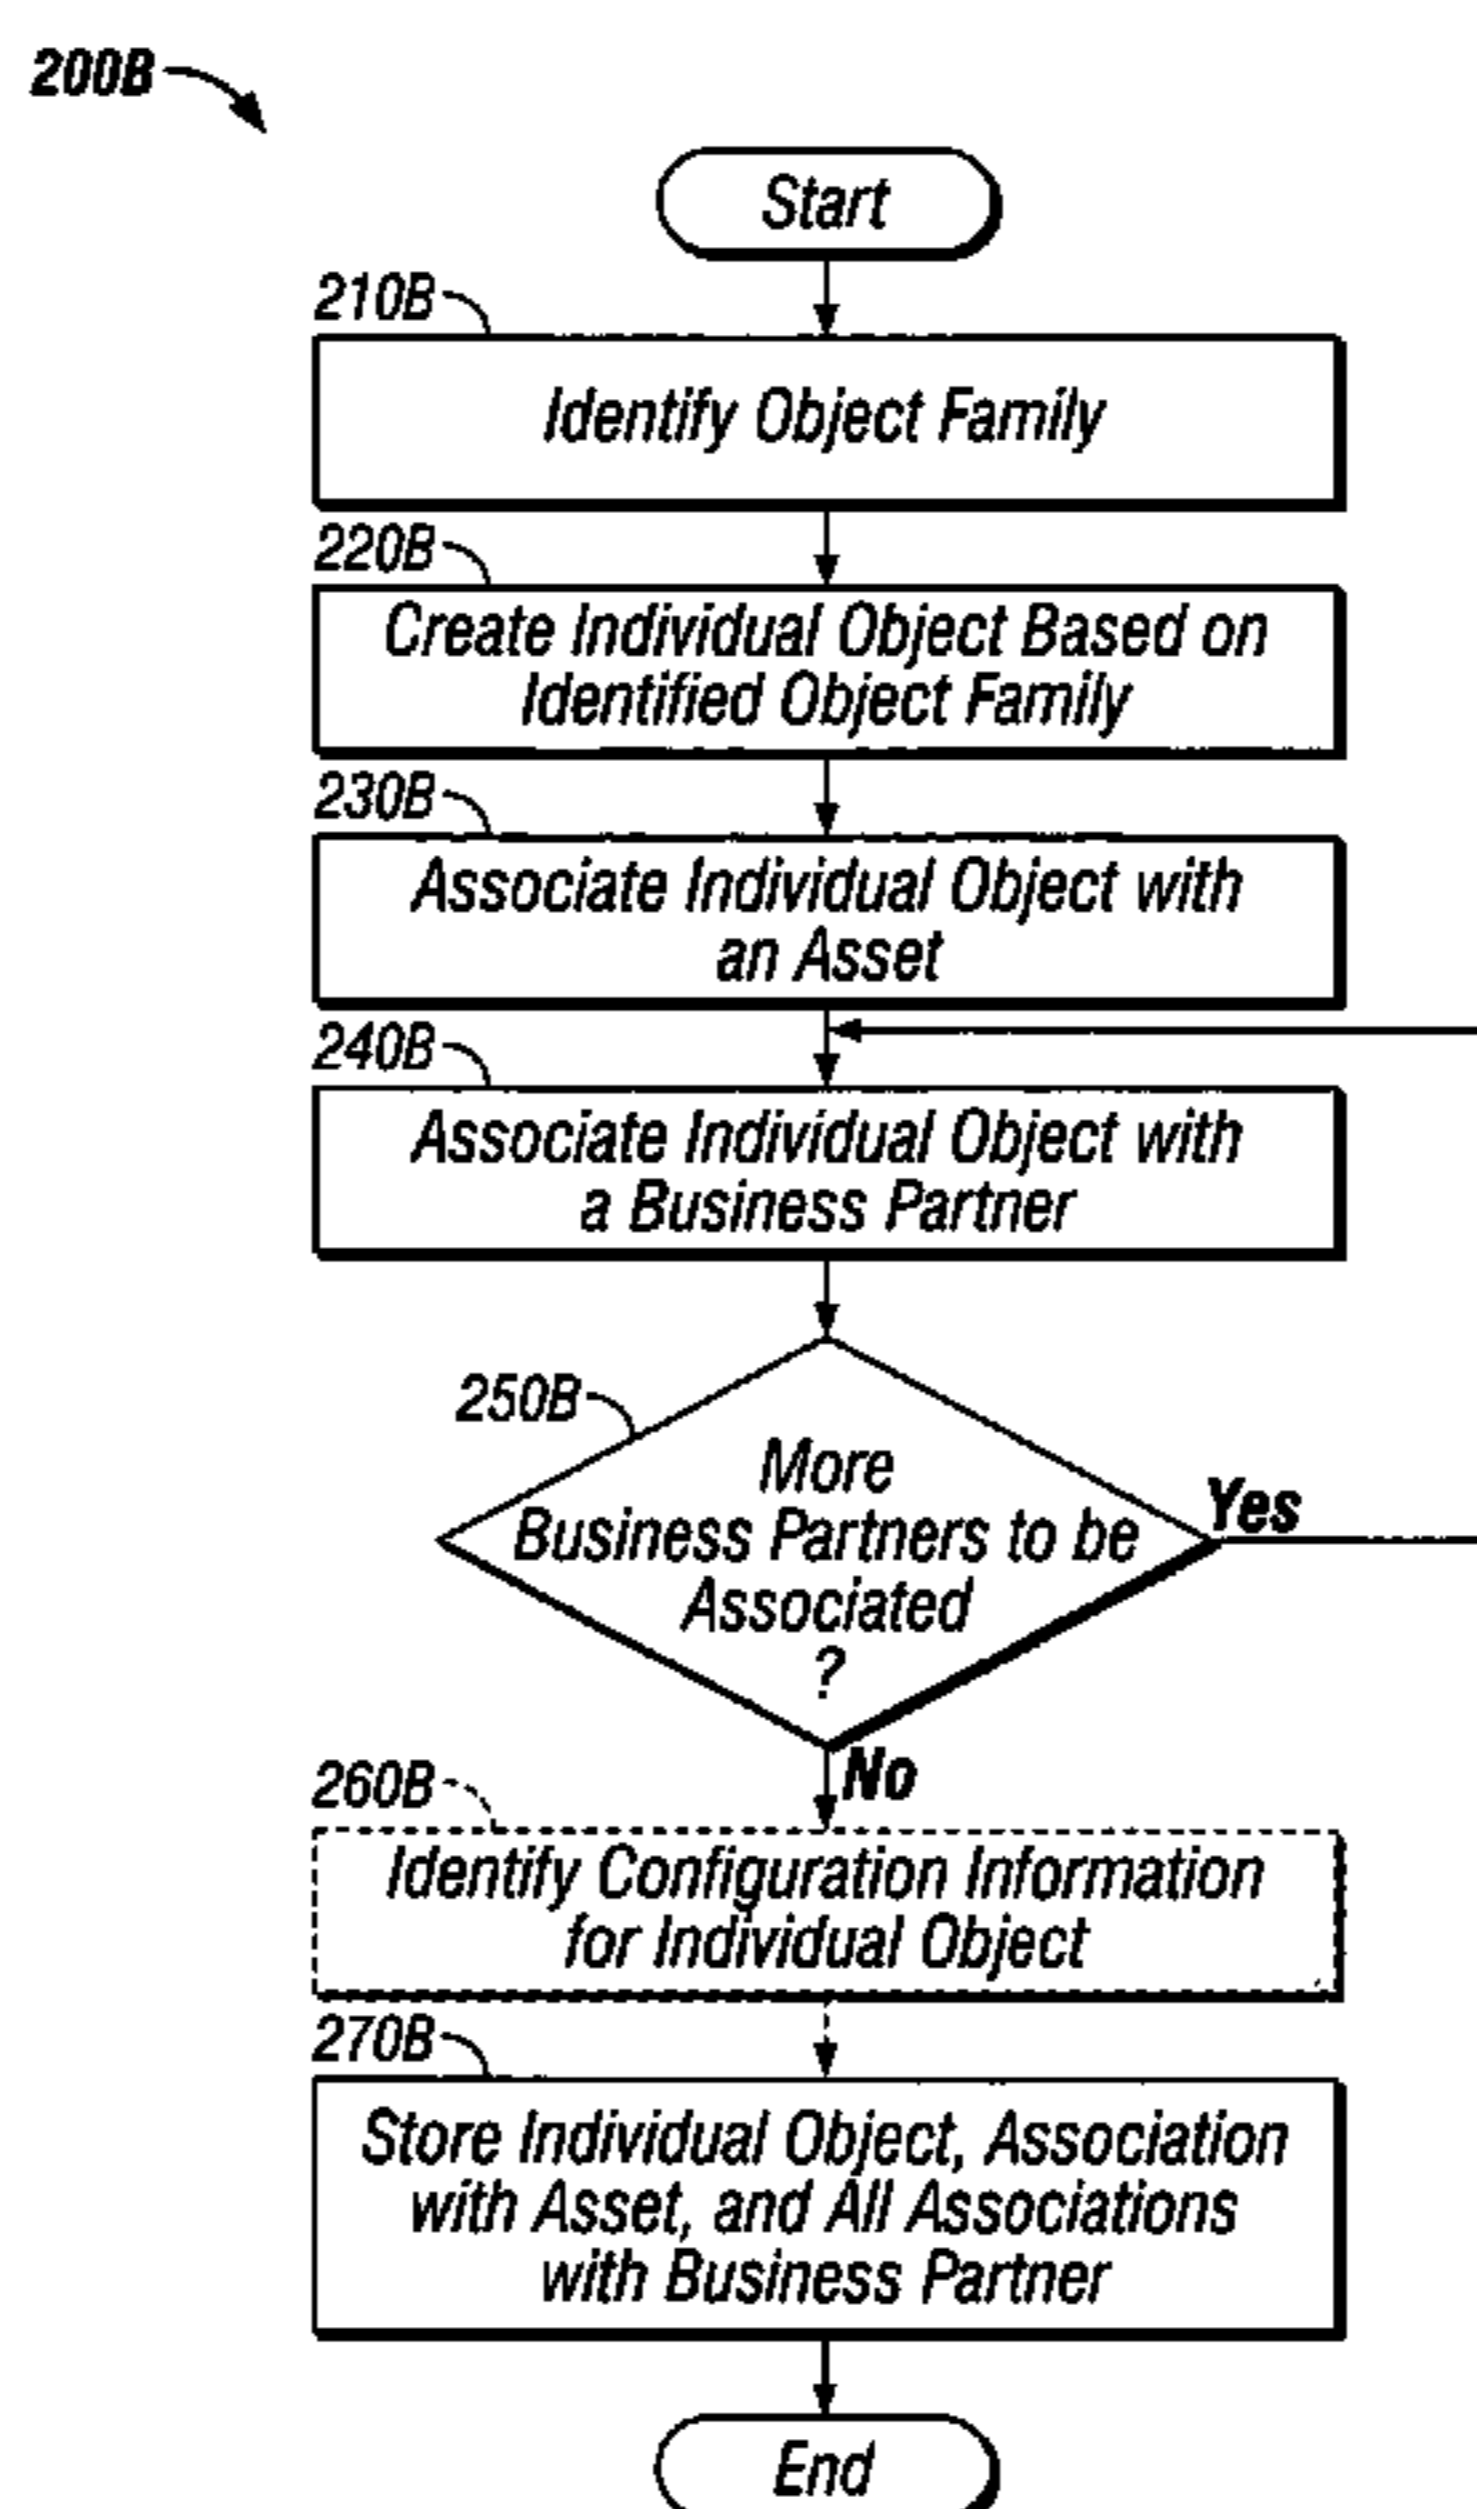 200B
Start
210B
Identify Object Family
220B
Create Individual Object Based on
Identified Object Family
230B
Associate Individual Object with
an Asset
240B
Associate Individual Object with
a Business Partner
250B
More
Business Partners to be
Associated
?
Yes
No
260B
Identify Configuration Information
for Individual Object
270B
Store Individual Object, Association
with Asset, and All Associations
with Business Partner
End